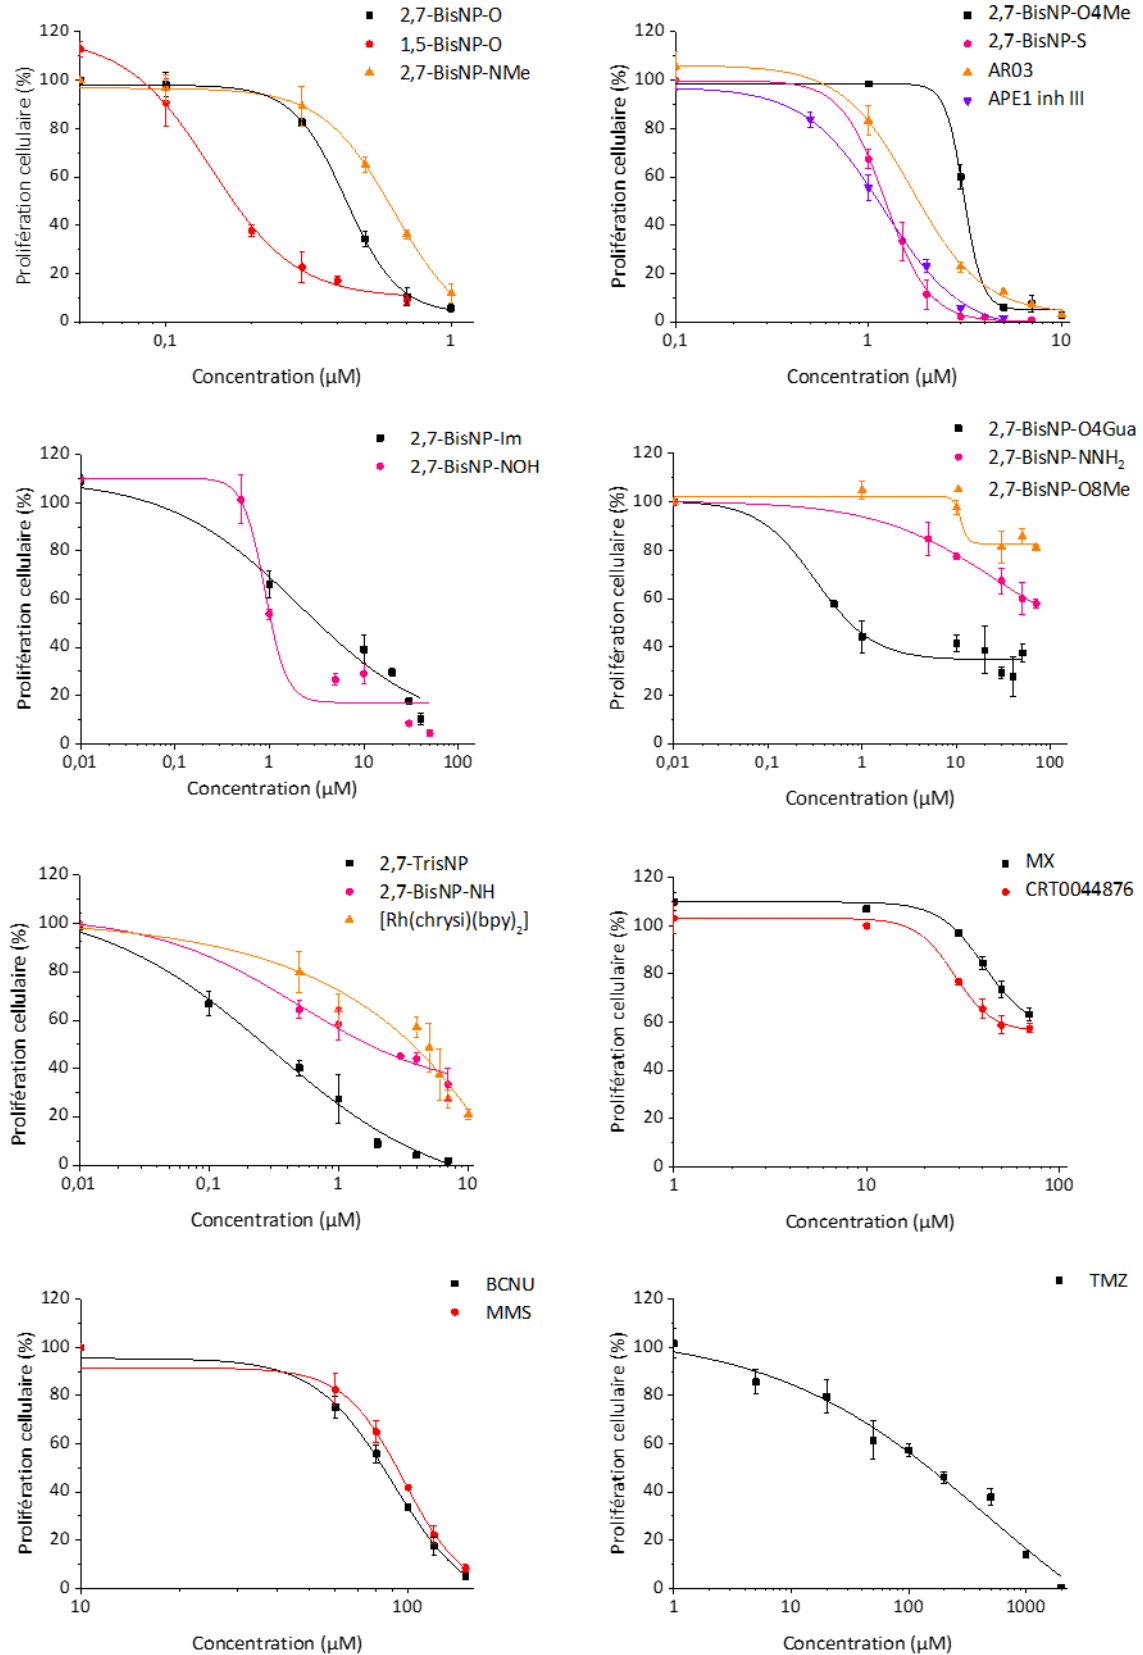 2,7-BisNP-O
1,5-BisNP-O
2,7-BisNP-NMe
Prolifération cellulaire (%)
120
100
80
60
40
20
0
0,1
1
Concentration (µM)
2,7-BisNP-O4Me
2,7-BisNP-S
AR03
APE1 inh III
Prolifération cellulaire (%)
120
100
80
60
40
20
0
0,1
1
10
Concentration (µM)
2,7-BisNP-Im
2,7-BisNP-NOH
Prolifération cellulaire (%)
120
100
80
60
40
20
0
0,01
0,1
1
10
100
Concentration (µM)
2,7-BisNP-O4Gua
2,7-BisNP-NNH₂
2,7-BisNP-O8Me
Prolifération cellulaire (%)
120
100
80
60
40
20
0
0,01
0,1
1
10
100
Concentration (µM)
2,7-TrisNP
2,7-BisNP-NH
[Rh(chrysi)(bpy)₂]
Prolifération cellulaire (%)
120
100
80
60
40
20
0
0,01
0,1
1
10
Concentration (µM)
MX
CRT0044876
Prolifération cellulaire (%)
120
100
80
60
40
20
0
1
10
100
Concentration (µM)
BCNU
MMS
Prolifération cellulaire (%)
120
100
80
60
40
20
0
10
100
Concentration (µM)
TMZ
Prolifération cellulaire (%)
120
100
80
60
40
20
0
1
10
100
1000
Concentration (µM)